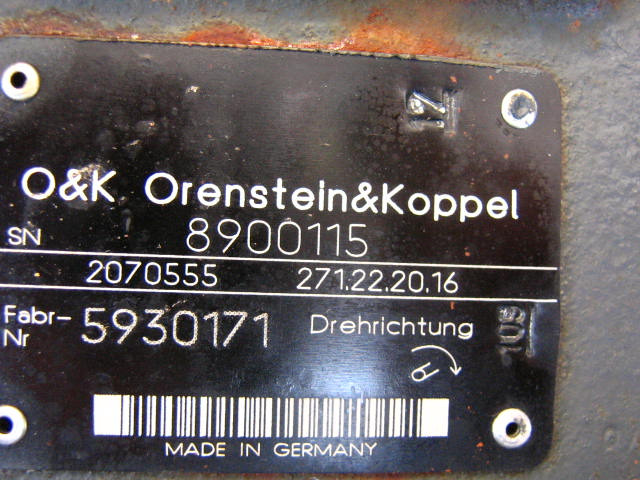 O&K Orenstein&Koppel
SN 8900115
2070555 271.22.20.16
Fabr-Nr 5930171 Drehrichtung
MADE IN GERMANY